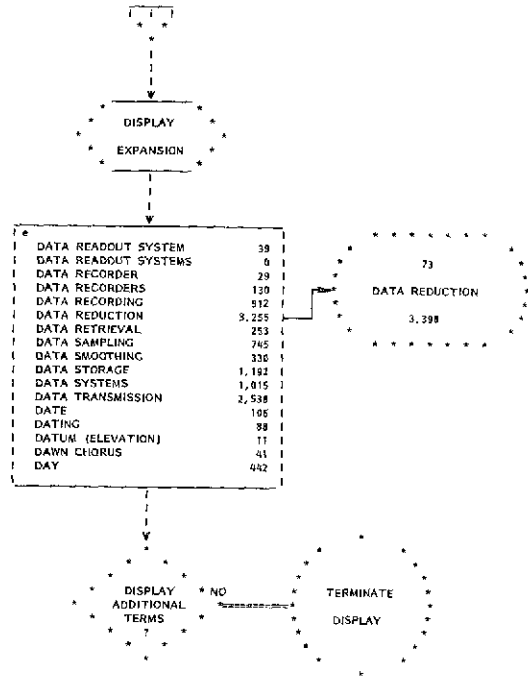 DISPLAY
EXPANSION
e
DATA READOUT SYSTEM 39
DATA READOUT SYSTEMS 6
DATA RECORDER 29
DATA RECORDERS 130
DATA RECORDING 912
DATA REDUCTION 3,255
DATA RETRIEVAL 253
DATA SAMPLING 745
DATA SMOOTHING 330
DATA STORAGE 1,192
DATA SYSTEMS 1,015
DATA TRANSMISSION 2,538
DATE 106
DATING 88
DATUM (ELEVATION) 11
DAWN CHORUS 41
DAY 442
73
DATA REDUCTION
3,398
DISPLAY
ADDITIONAL
TERMS
?
NO
TERMINATE
DISPLAY